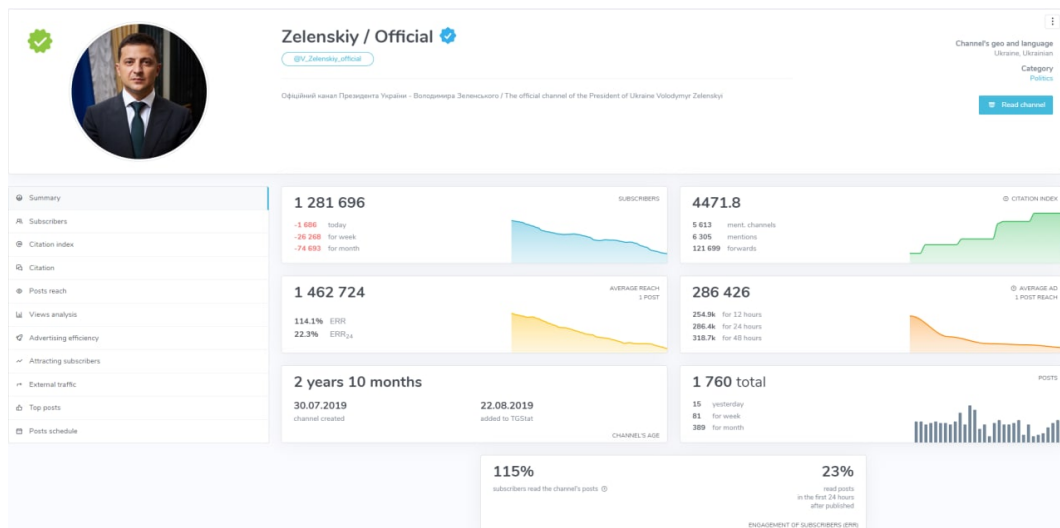 Zelenskiy / Official
@V_Zelenskiy_official
Офіційний канал Президента України - Володимира Зеленського / The official channel of the President of Ukraine Volodymyr Zelenskyi
Channel's geo and language
Ukraine, Ukrainian
Category
Politics
Read channel
Summary
Subscribers
Citation index
Citation
Posts reach
Views analysis
Advertising efficiency
Attracting subscribers
External traffic
Top posts
Posts schedule
1 281 696
SUBSCRIBERS
-1 686 today
-26 268 for week
-74 693 for month
4471.8
CITATION INDEX
5 613 ment. channels
6 305 mentions
121 699 forwards
1 462 724
AVERAGE REACH
1 POST
114.1% ERR
22.3% ERR24
286 426
AVERAGE AD
1 POST REACH
254.9k for 12 hours
286.4k for 24 hours
318.7k for 48 hours
2 years 10 months
30.07.2019
channel created
22.08.2019
added to TGStat
CHANNEL'S AGE
1 760 total
POSTS
15 yesterday
81 for week
389 for month
115%
subscribers read the channel's posts
23%
read posts
in the first 24 hours
after published
ENGAGEMENT OF SUBSCRIBERS (ERR)